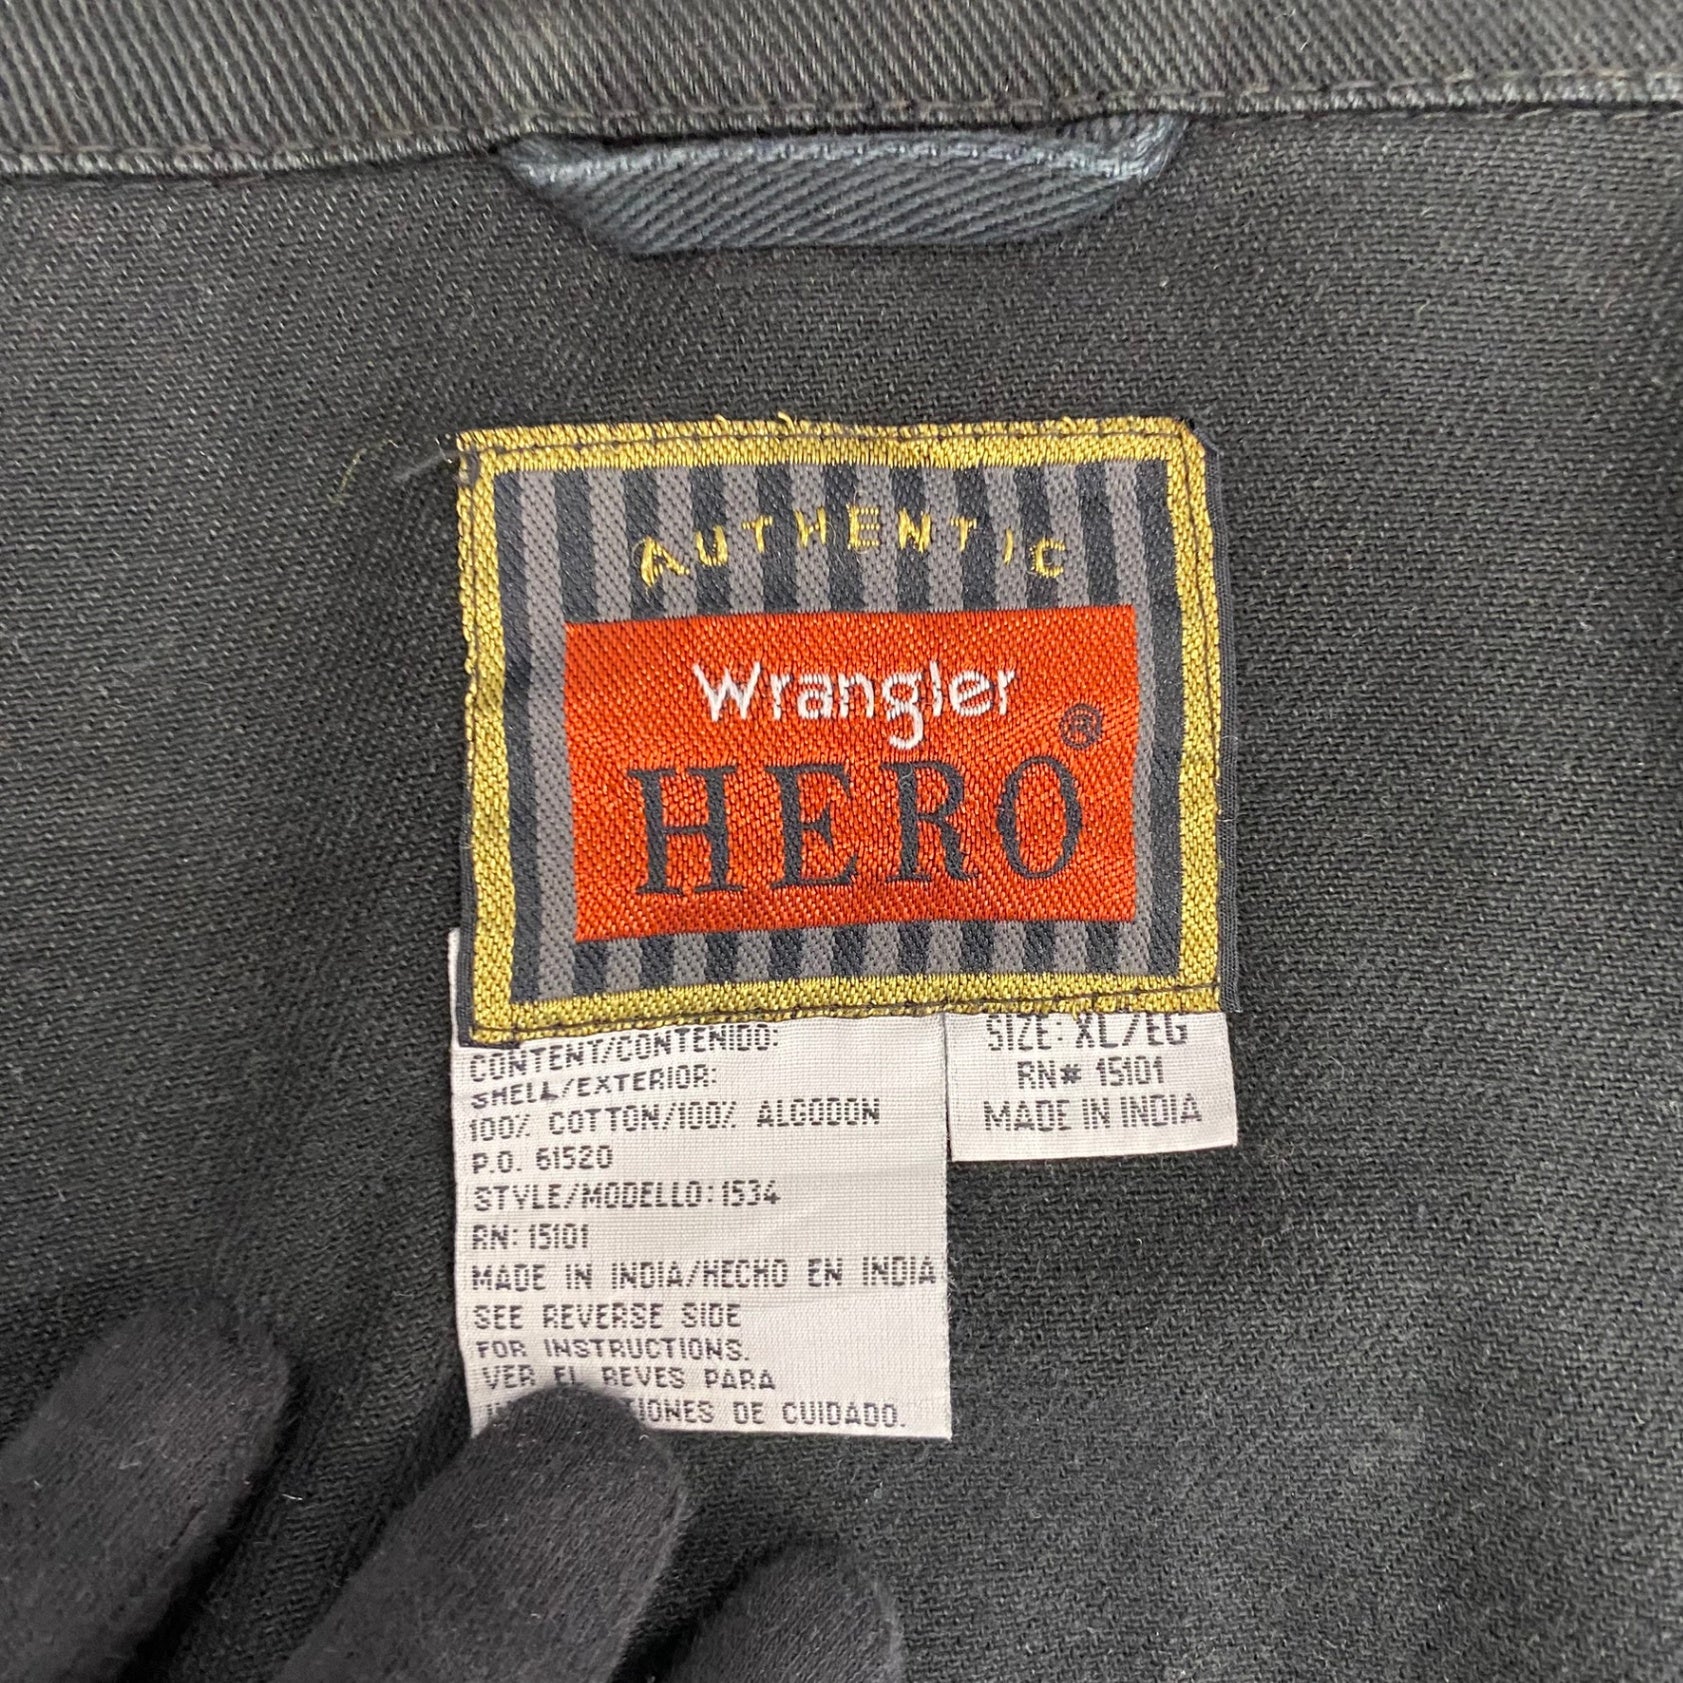 AUTHENTIC
Wrangler
HERO®
CONTENT/CONTENIDO:
SHELL/EXTERIOR:
100% COTTON/100% ALGODON
P.O. 61520
STYLE/MODELLO:1534
RN: 15101
MADE IN INDIA/HECHO EN INDIA
SEE REVERSE SIDE
FOR INSTRUCTIONS.
VER EL REVES PARA
DE CUIDADO.
SIZE: XL/EG
RN# 15101
MADE IN INDIA